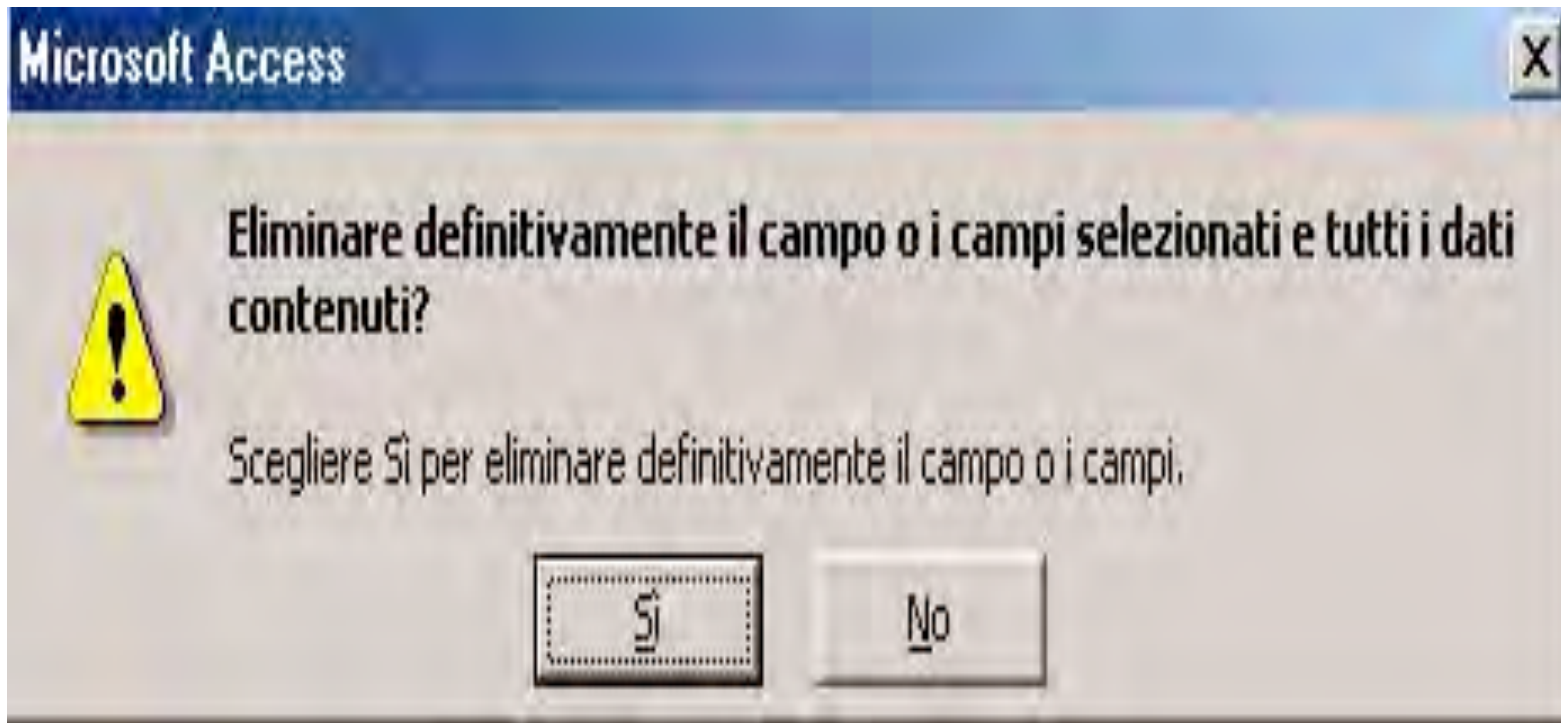 Microsoft Access
X
Eliminare definitivamente il campo o i campi selezionati e tutti i dati
contenuti?
Scegliere Sì per eliminare definitivamente il campo o i campi.
Sì
No